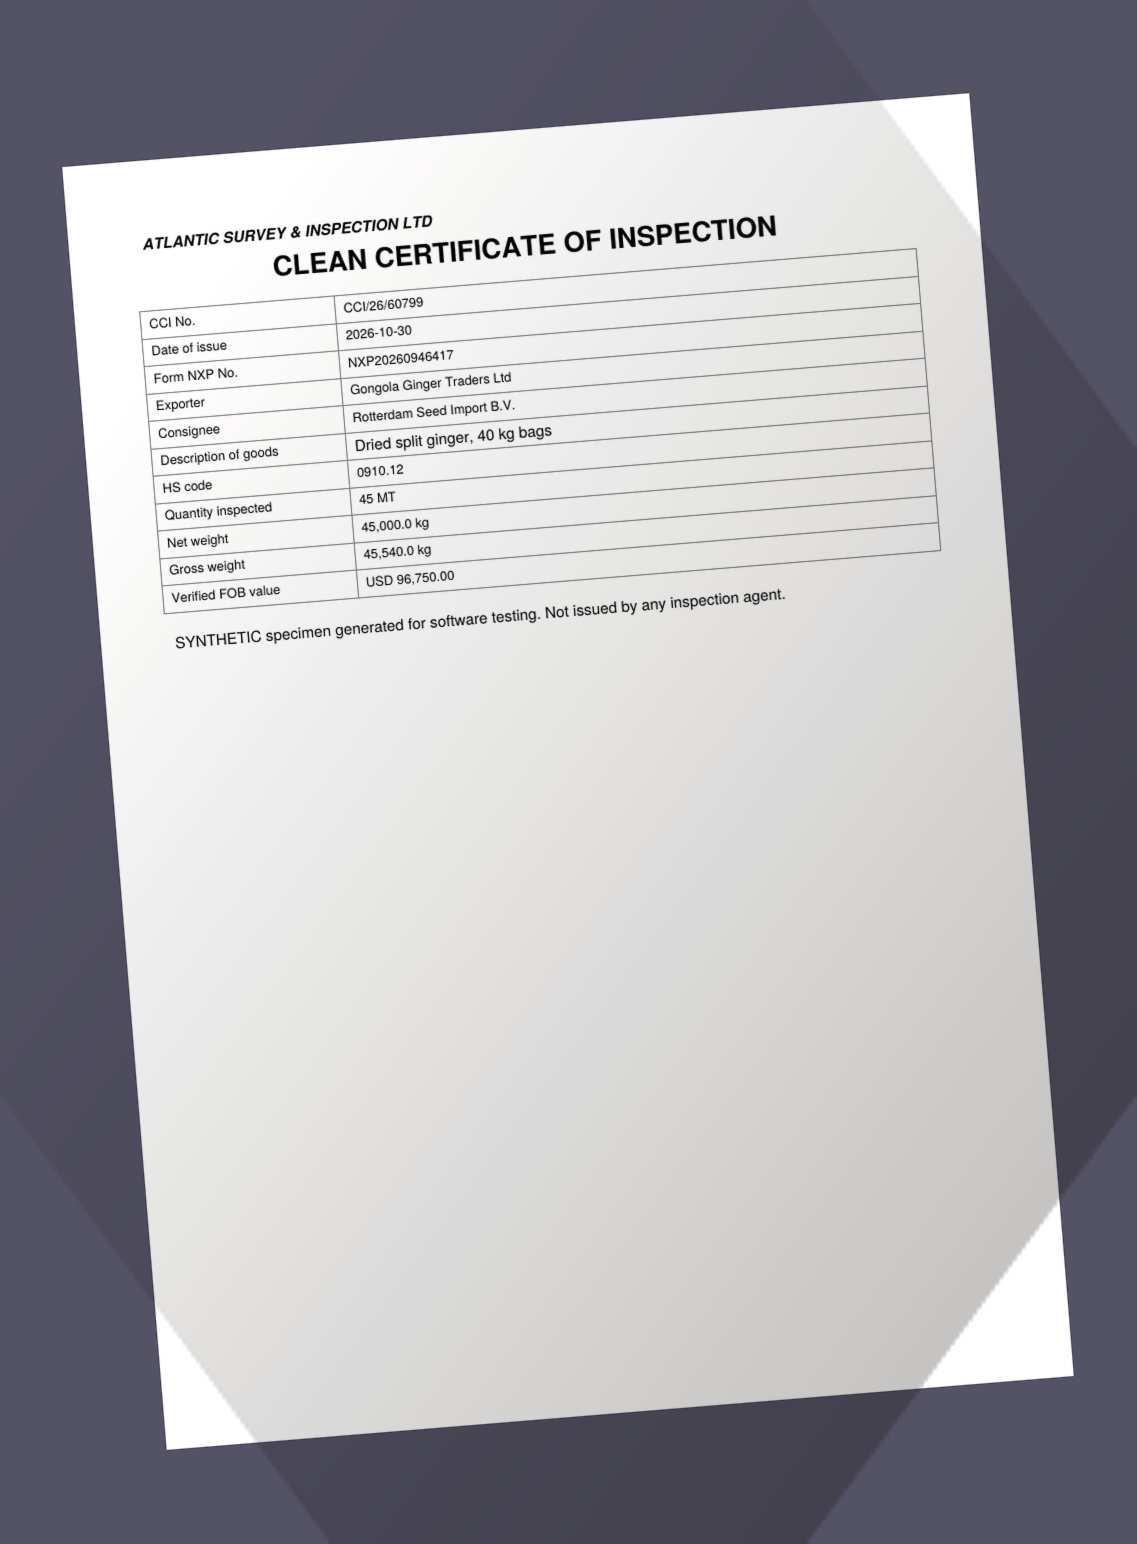 ATLANTIC SURVEY & INSPECTION LTD
CLEAN CERTIFICATE OF INSPECTION
CCI No. CCI/26/60799
Date of issue 2026-10-30
Form NXP No. NXP20260946417
Exporter Gongola Ginger Traders Ltd
Consignee Rotterdam Seed Import B.V.
Description of goods Dried split ginger, 40 kg bags
HS code 0910.12
Quantity inspected 45 MT
Net weight 45,000.0 kg
Gross weight 45,540.0 kg
Verified FOB value USD 96,750.00
SYNTHETIC specimen generated for software testing. Not issued by any inspection agent.